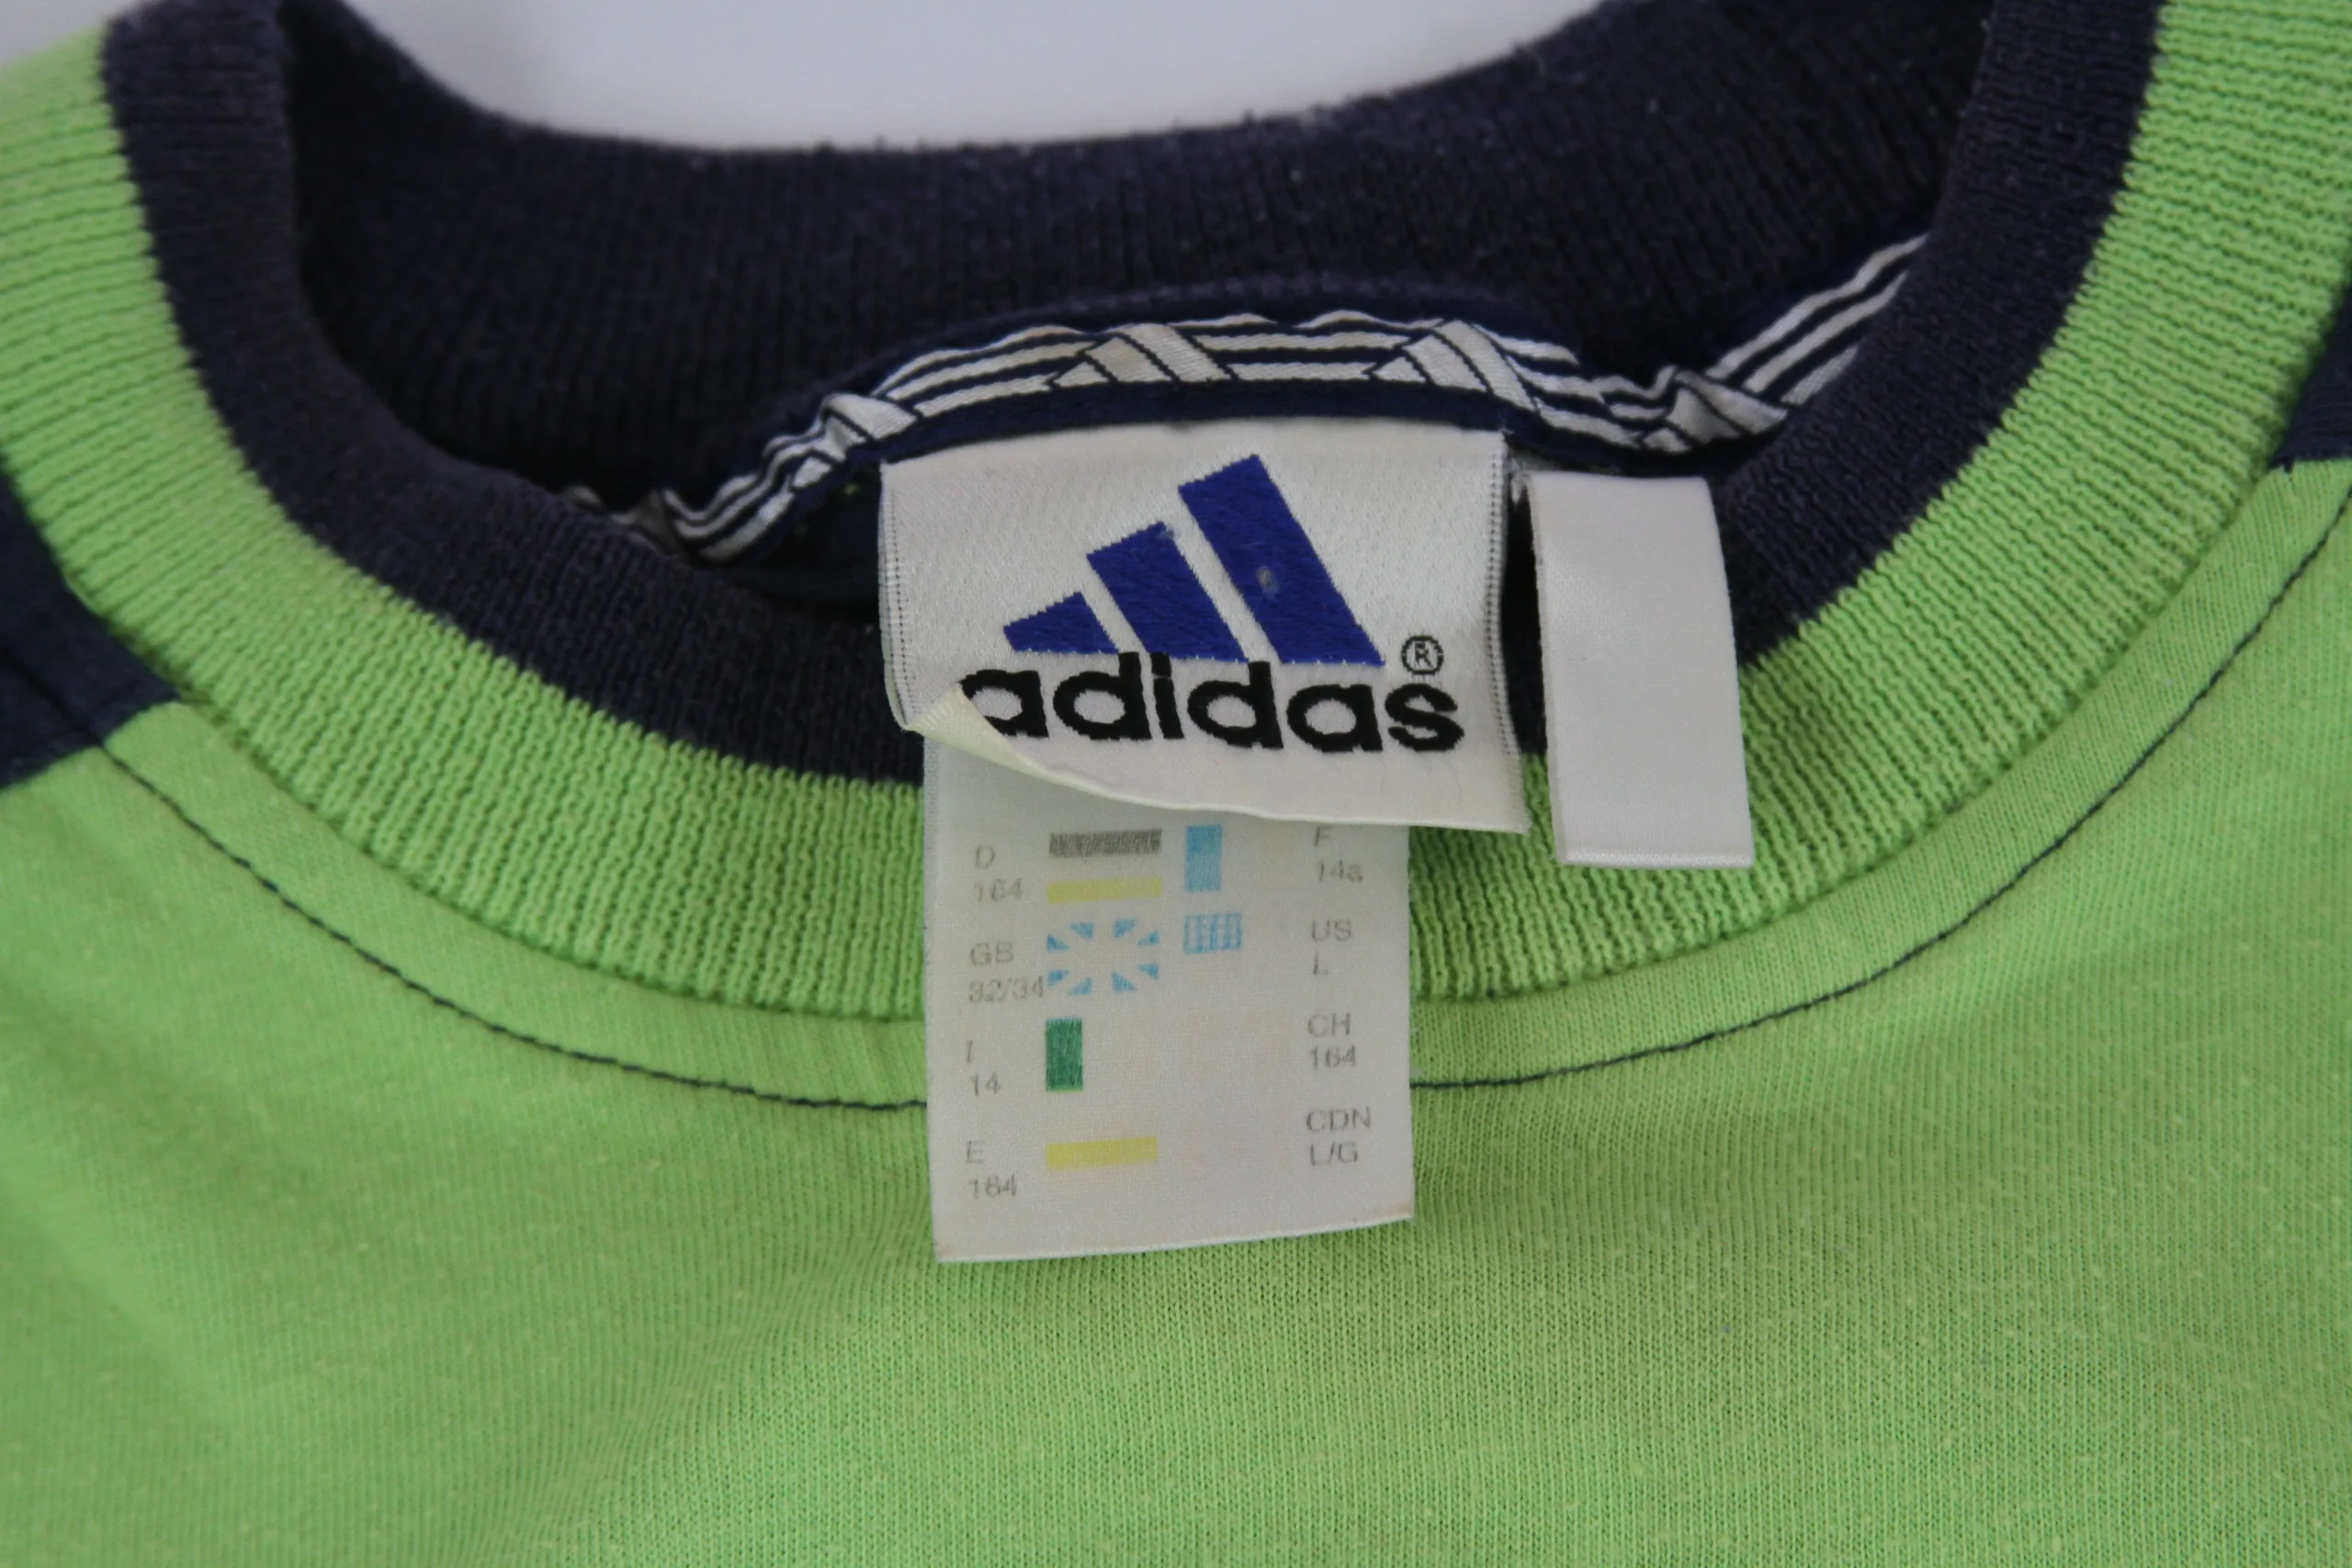 adidas®
D
164
F
14a
GB
32/34
US
L
I
14
CH
164
E
164
CDN
L/G